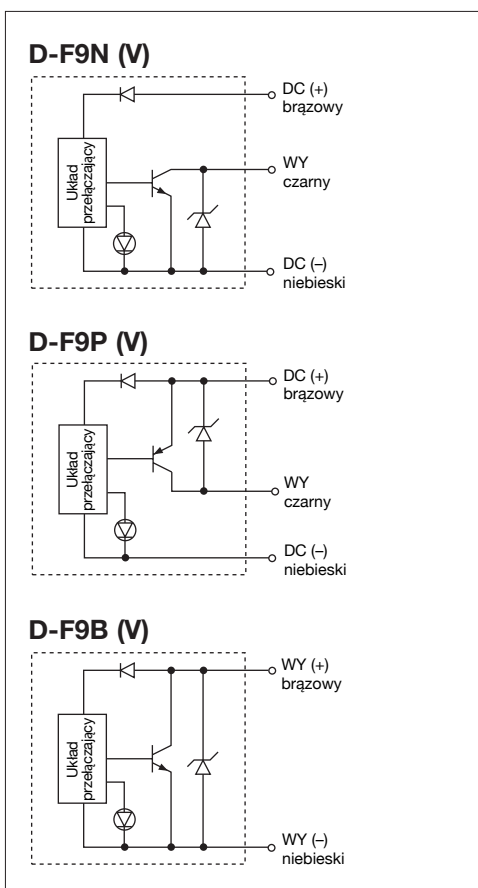 D-F9N (V)
DC (+)
brązowy
Układ
przełączający
WY
czarny
DC (–)
niebieski
D-F9P (V)
DC (+)
brązowy
Układ
przełączający
WY
czarny
DC (–)
niebieski
D-F9B (V)
WY (+)
brązowy
Układ
przełączający
WY (–)
niebieski